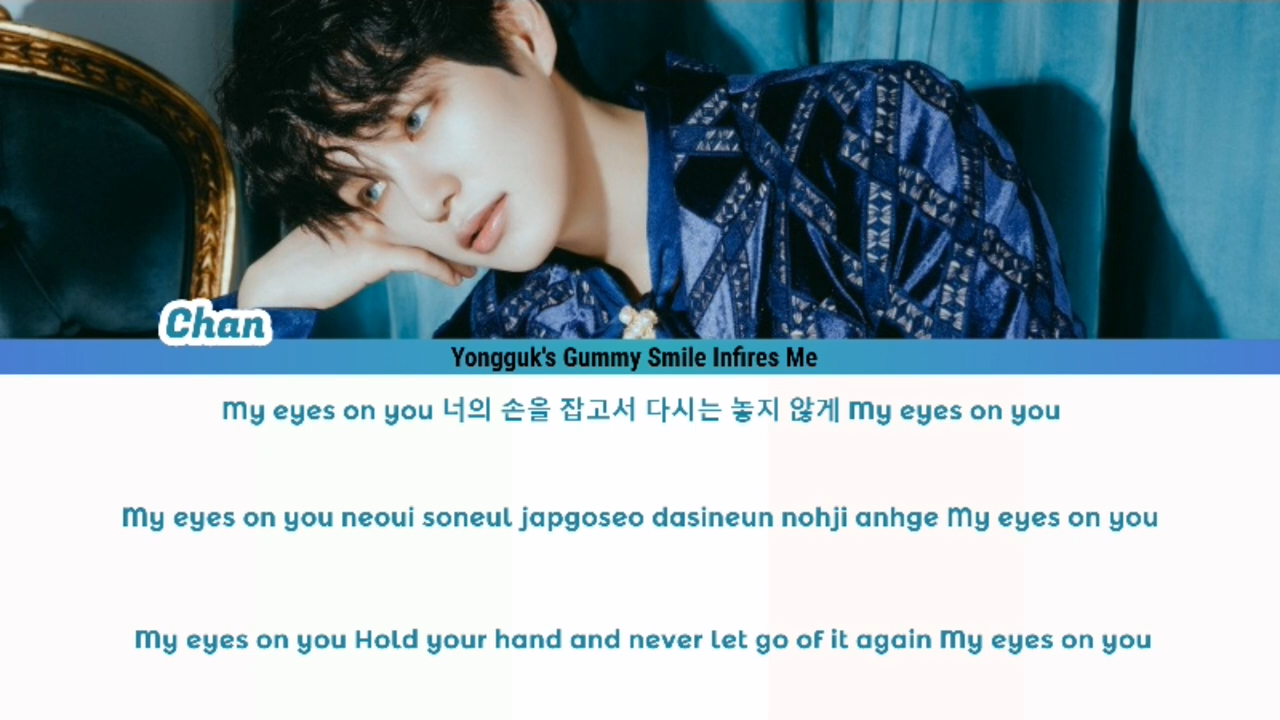 Chan
Yongguk's Gummy Smile Infires Me
My eyes on you 너의 손을 잡고서 다시는 놓지 않게 My eyes on you
My eyes on you neoui soneul japgoseo dasineun nohji anhge My eyes on you
My eyes on you Hold your hand and never let go of it again My eyes on you